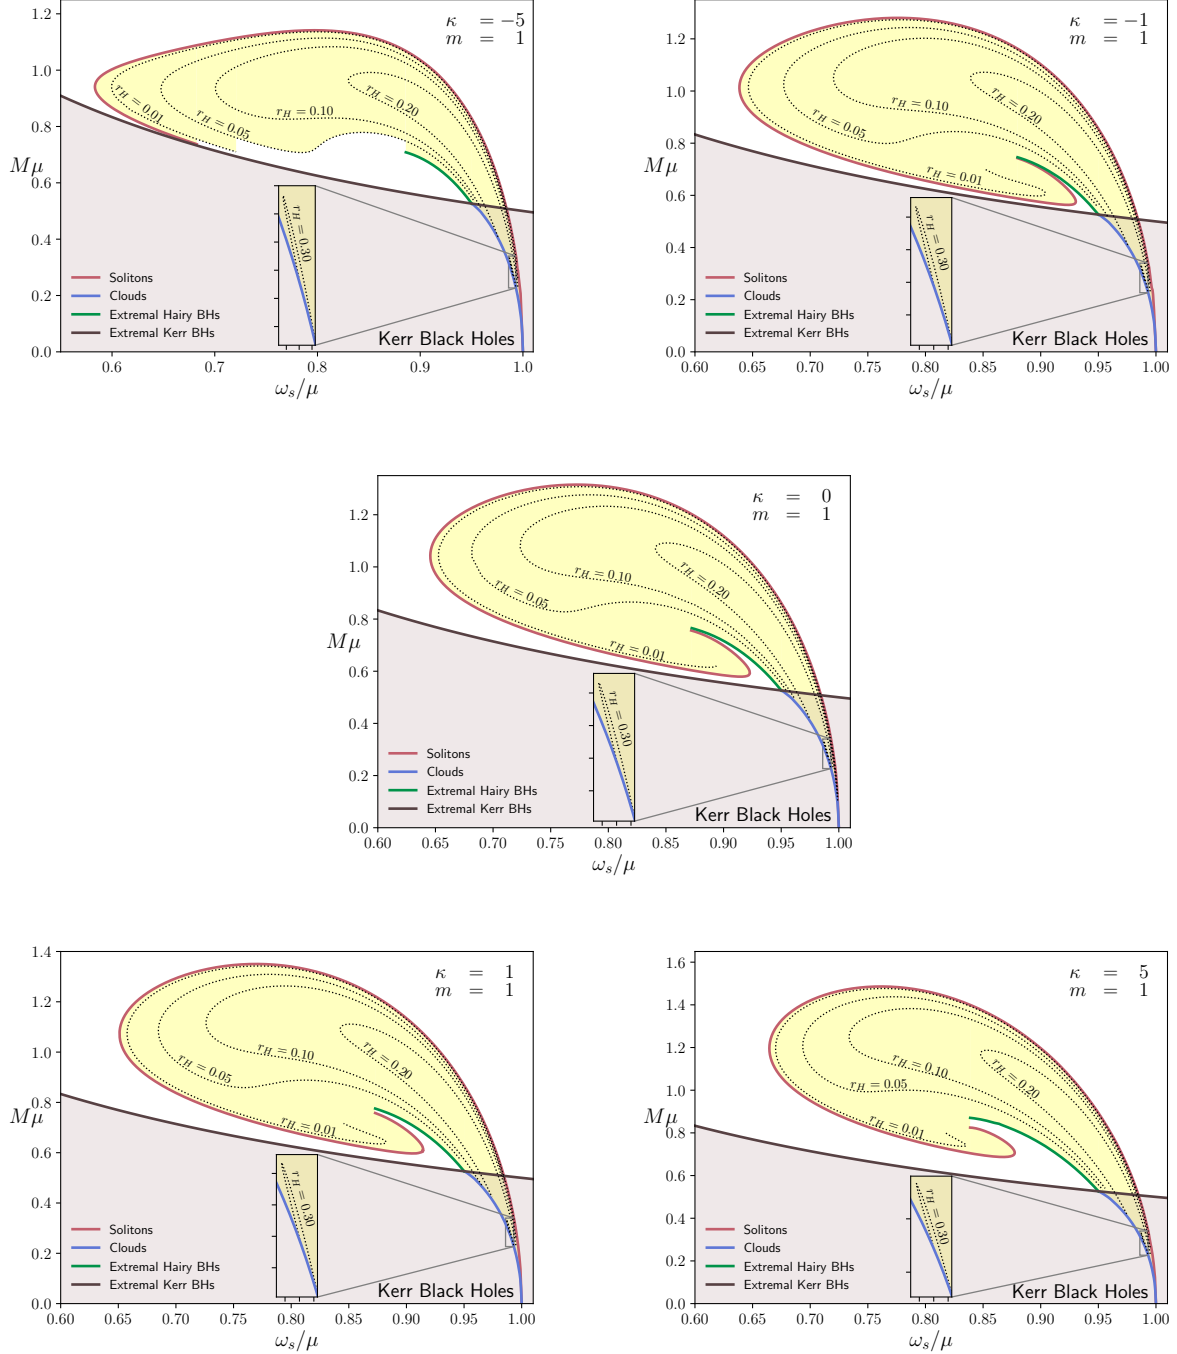 κ = −5
m = 1
r_H = 0.01
r_H = 0.05
r_H = 0.10
r_H = 0.20
r_H = 0.30
Mμ
1.2
1.0
0.8
0.6
0.4
0.2
0.0
Solitons
Clouds
Extremal Hairy BHs
Extremal Kerr BHs
Kerr Black Holes
0.6 0.7 0.8 0.9 1.0
ω_s/μ
κ = −1
m = 1
r_H = 0.10
r_H = 0.20
r_H = 0.05
r_H = 0.01
r_H = 0.30
Mμ
1.2
1.0
0.8
0.6
0.4
0.2
0.0
Solitons
Clouds
Extremal Hairy BHs
Extremal Kerr BHs
Kerr Black Holes
0.60 0.65 0.70 0.75 0.80 0.85 0.90 0.95 1.00
ω_s/μ
κ = 0
m = 1
r_H = 0.10
r_H = 0.20
r_H = 0.05
r_H = 0.01
r_H = 0.30
Mμ
1.2
1.0
0.8
0.6
0.4
0.2
0.0
Solitons
Clouds
Extremal Hairy BHs
Extremal Kerr BHs
Kerr Black Holes
0.60 0.65 0.70 0.75 0.80 0.85 0.90 0.95 1.00
ω_s/μ
κ = 1
m = 1
r_H = 0.10
r_H = 0.20
r_H = 0.05
r_H = 0.01
r_H = 0.30
Mμ
1.4
1.2
1.0
0.8
0.6
0.4
0.2
0.0
Solitons
Clouds
Extremal Hairy BHs
Extremal Kerr BHs
Kerr Black Holes
0.60 0.65 0.70 0.75 0.80 0.85 0.90 0.95 1.00
ω_s/μ
κ = 5
m = 1
r_H = 0.10
r_H = 0.20
r_H = 0.05
r_H = 0.01
r_H = 0.30
Mμ
1.6
1.4
1.2
1.0
0.8
0.6
0.4
0.2
0.0
Solitons
Clouds
Extremal Hairy BHs
Extremal Kerr BHs
Kerr Black Holes
0.60 0.65 0.70 0.75 0.80 0.85 0.90 0.95 1.00
ω_s/μ